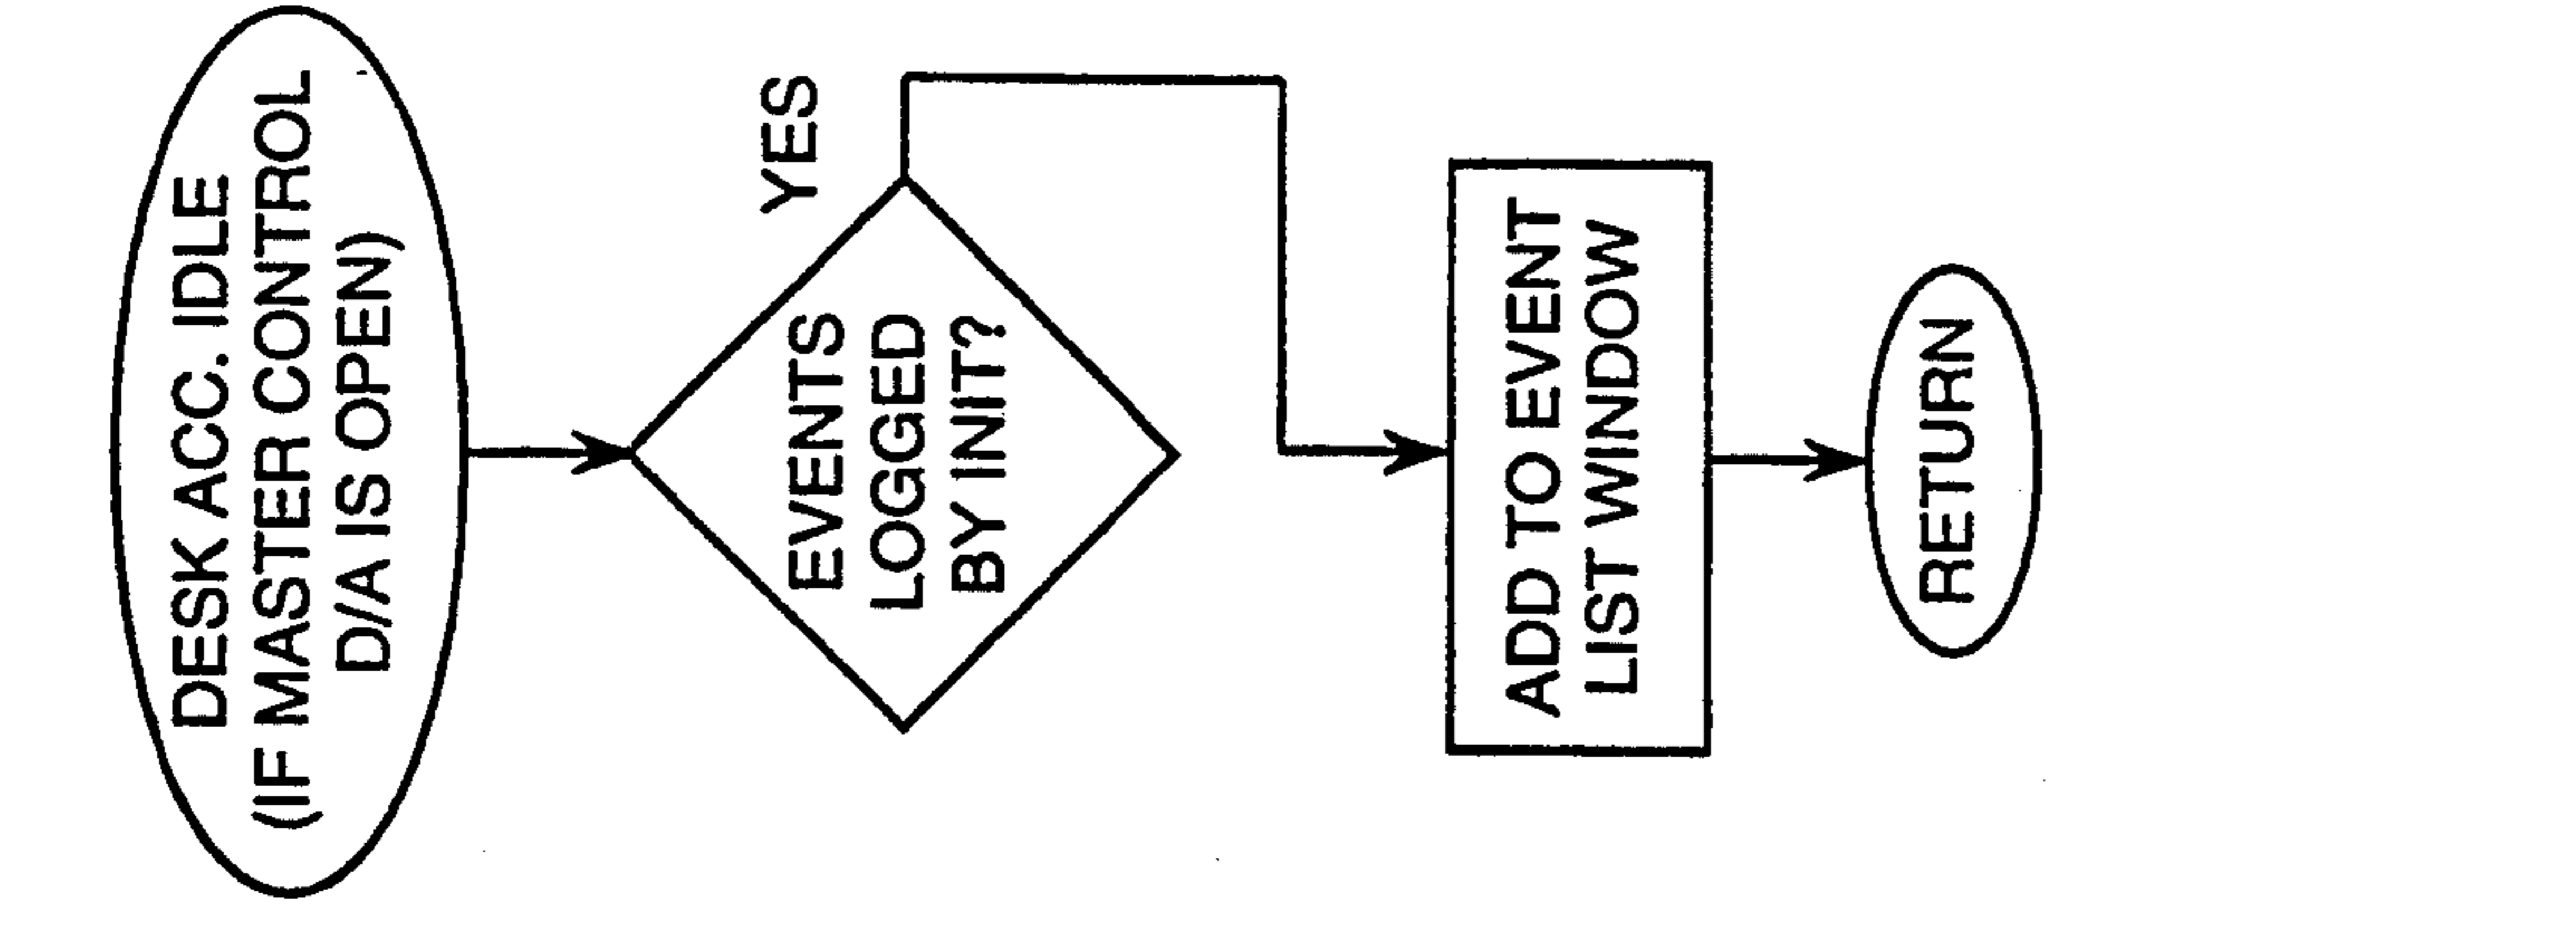 DESK ACC. IDLE
(IF MASTER CONTROL
D/A IS OPEN)
YES
EVENTS
LOGGED
BY INIT?
ADD TO EVENT
LIST WINDOW
RETURN